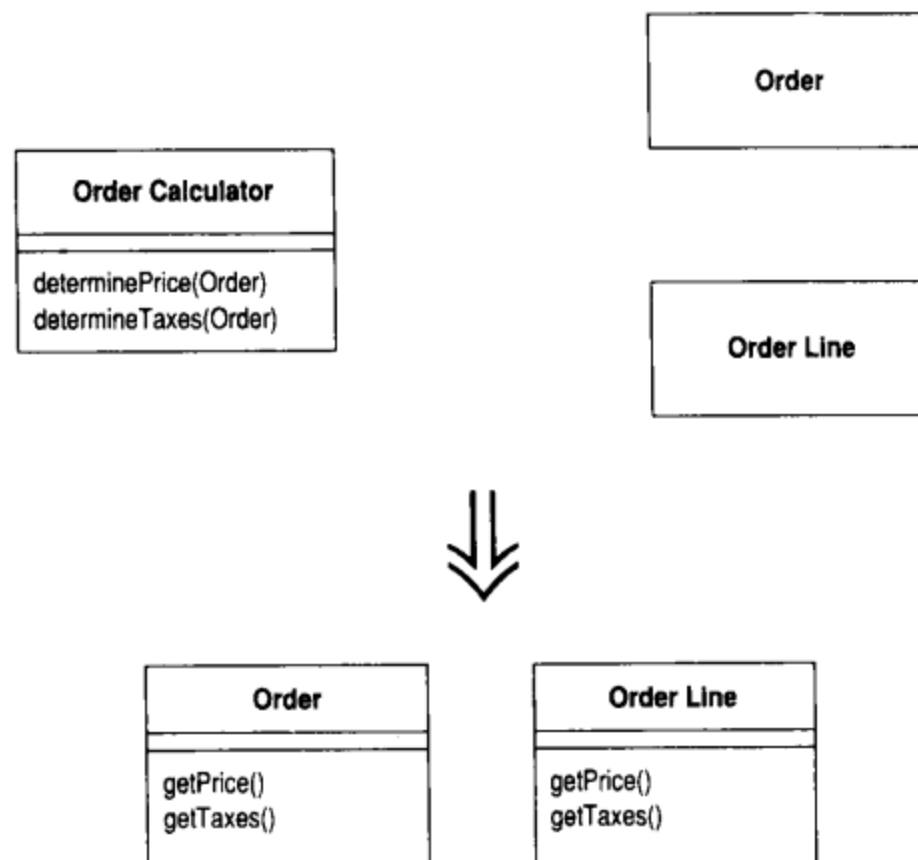 Order
Order Calculator
determinePrice(Order)
determineTaxes(Order)
Order Line
Order
getPrice()
getTaxes()
Order Line
getPrice()
getTaxes()